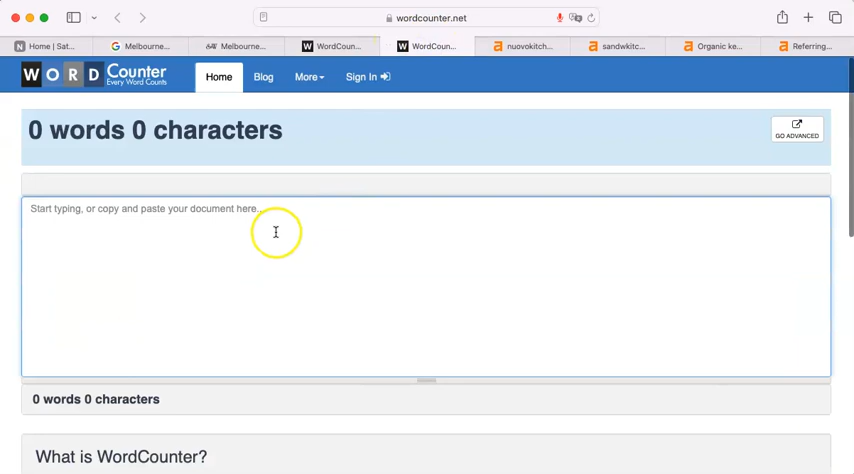 wordcounter.net
Home | Sat...
Melbourne...
Melbourne...
WordCoun...
WordCoun...
nuovokitch...
sandwkitc...
Organic ke...
Referring...
WORD Counter
Every Word Counts
Home
Blog
More
Sign In
0 words 0 characters
GO ADVANCED
Start typing, or copy and paste your document here...
0 words 0 characters
What is WordCounter?